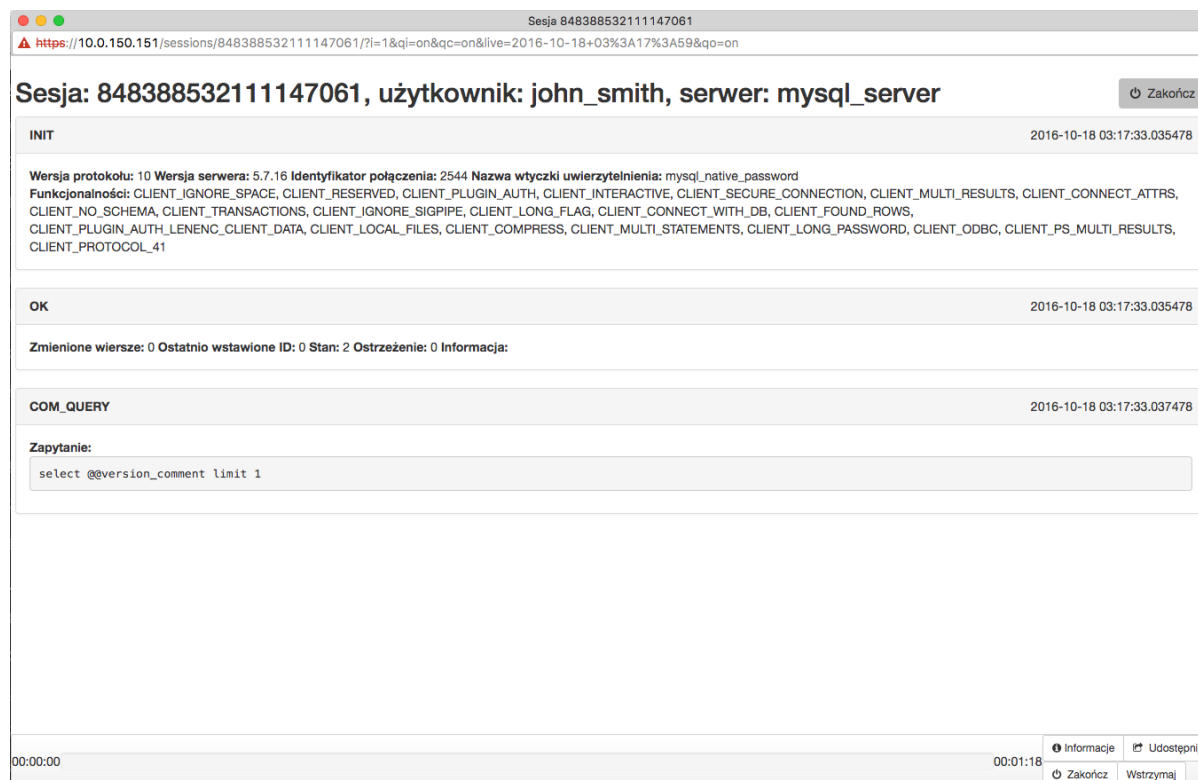 Sesja 848388532111147061
https://10.0.150.151/sessions/848388532111147061/?i=1&qi=on&qc=on&live=2016-10-18+03%3A17%3A59&qo=on
Sesja: 848388532111147061, użytkownik: john_smith, serwer: mysql_server
Zakończ
INIT 2016-10-18 03:17:33.035478
Wersja protokołu: 10 Wersja serwera: 5.7.16 Identyfikator połączenia: 2544 Nazwa wtyczki uwierzytelnienia: mysql_native_password
Funkcjonalności: CLIENT_IGNORE_SPACE, CLIENT_RESERVED, CLIENT_PLUGIN_AUTH, CLIENT_INTERACTIVE, CLIENT_SECURE_CONNECTION, CLIENT_MULTI_RESULTS, CLIENT_CONNECT_ATTRS,
CLIENT_NO_SCHEMA, CLIENT_TRANSACTIONS, CLIENT_IGNORE_SIGPIPE, CLIENT_LONG_FLAG, CLIENT_CONNECT_WITH_DB, CLIENT_FOUND_ROWS,
CLIENT_PLUGIN_AUTH_LENENC_CLIENT_DATA, CLIENT_LOCAL_FILES, CLIENT_COMPRESS, CLIENT_MULTI_STATEMENTS, CLIENT_LONG_PASSWORD, CLIENT_ODBC, CLIENT_PS_MULTI_RESULTS,
CLIENT_PROTOCOL_41
OK 2016-10-18 03:17:33.035478
Zmienione wiersze: 0 Ostatnio wstawione ID: 0 Stan: 2 Ostrzeżenie: 0 Informacja:
COM_QUERY 2016-10-18 03:17:33.037478
Zapytanie:
select @@version_comment limit 1
00:00:00 00:01:18
Informacje Udostępni
Zakończ Wstrzymaj